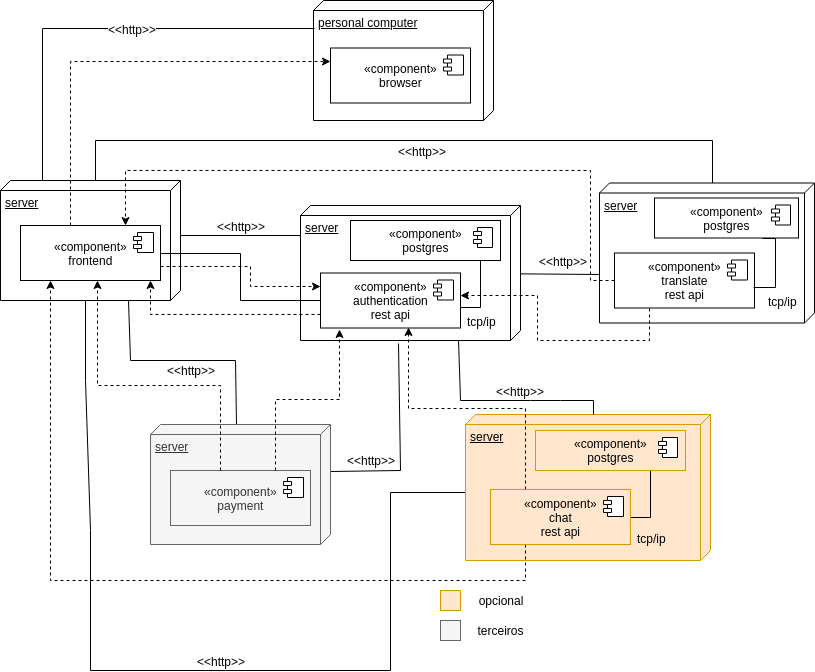 personal computer
<<http>>
«component»
browser
<<http>>
server
«component»
frontend
<<http>>
server
«component»
postgres
«component»
authentication
rest api
tcp/ip
<<http>>
server
«component»
postgres
«component»
translate
rest api
tcp/ip
<<http>>
<<http>>
server
«component»
payment
<<http>>
server
«component»
postgres
«component»
chat
rest api
tcp/ip
opcional
terceiros
<<http>>